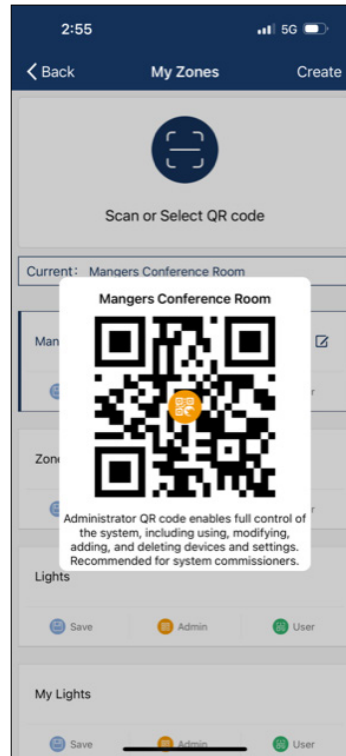 2:55
5G
Back My Zones Create
Scan or Select QR code
Current: Mangers Conference Room
Mangers Conference Room
Man
Zon
Administrator QR code enables full control of
the system, including using, modifying,
adding, and deleting devices and settings.
Recommended for system commissioners.
Lights
Save Admin User
My Lights
Save Admin User